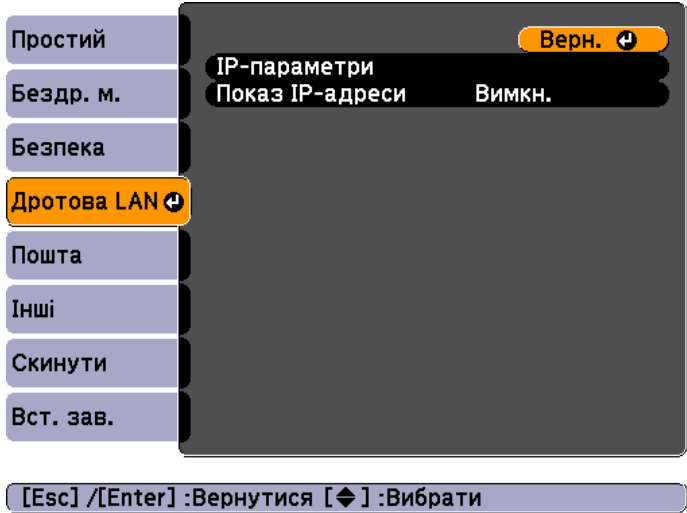 Простий
Бездр. м.
Безпека
Дротова LAN
Пошта
Інші
Скинути
Вст. зав.
Верн.
IP-параметри
Показ IP-адреси Вимкн.
[Esc] /[Enter] :Вернутися [◆] :Вибрати